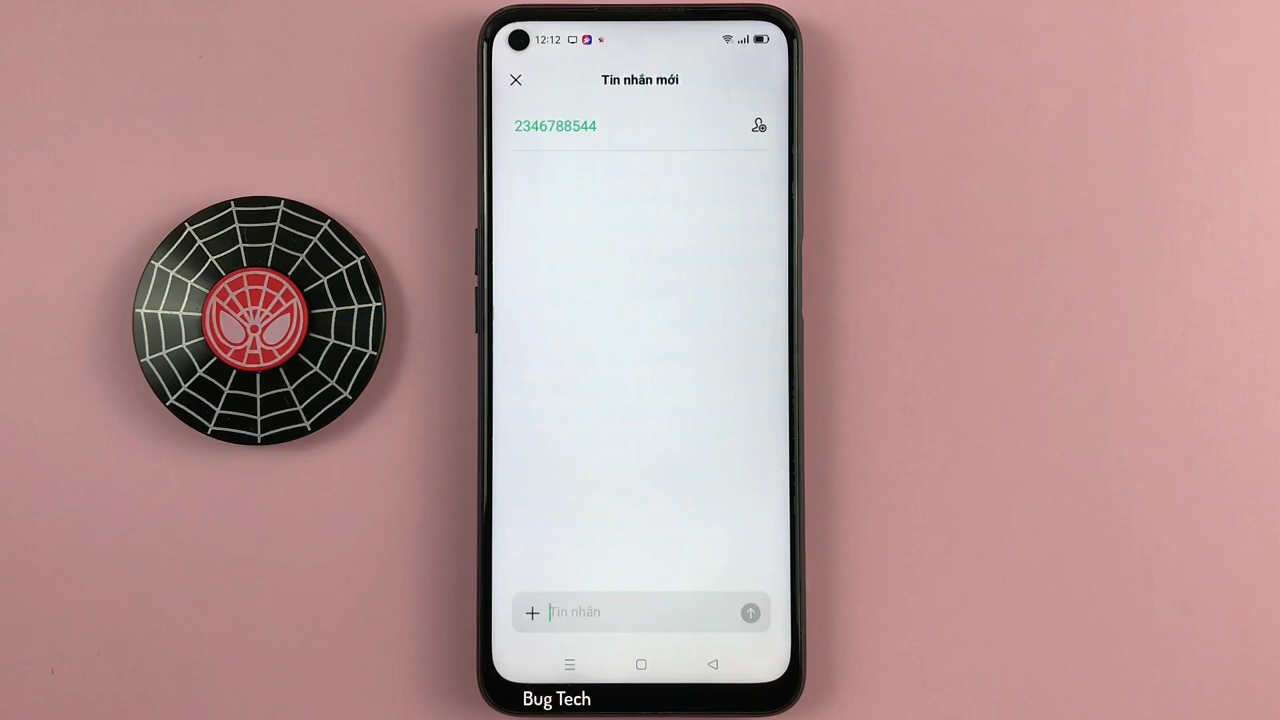 12:12
Tin nhắn mới
2346788544
Tin nhắn
Bug Tech